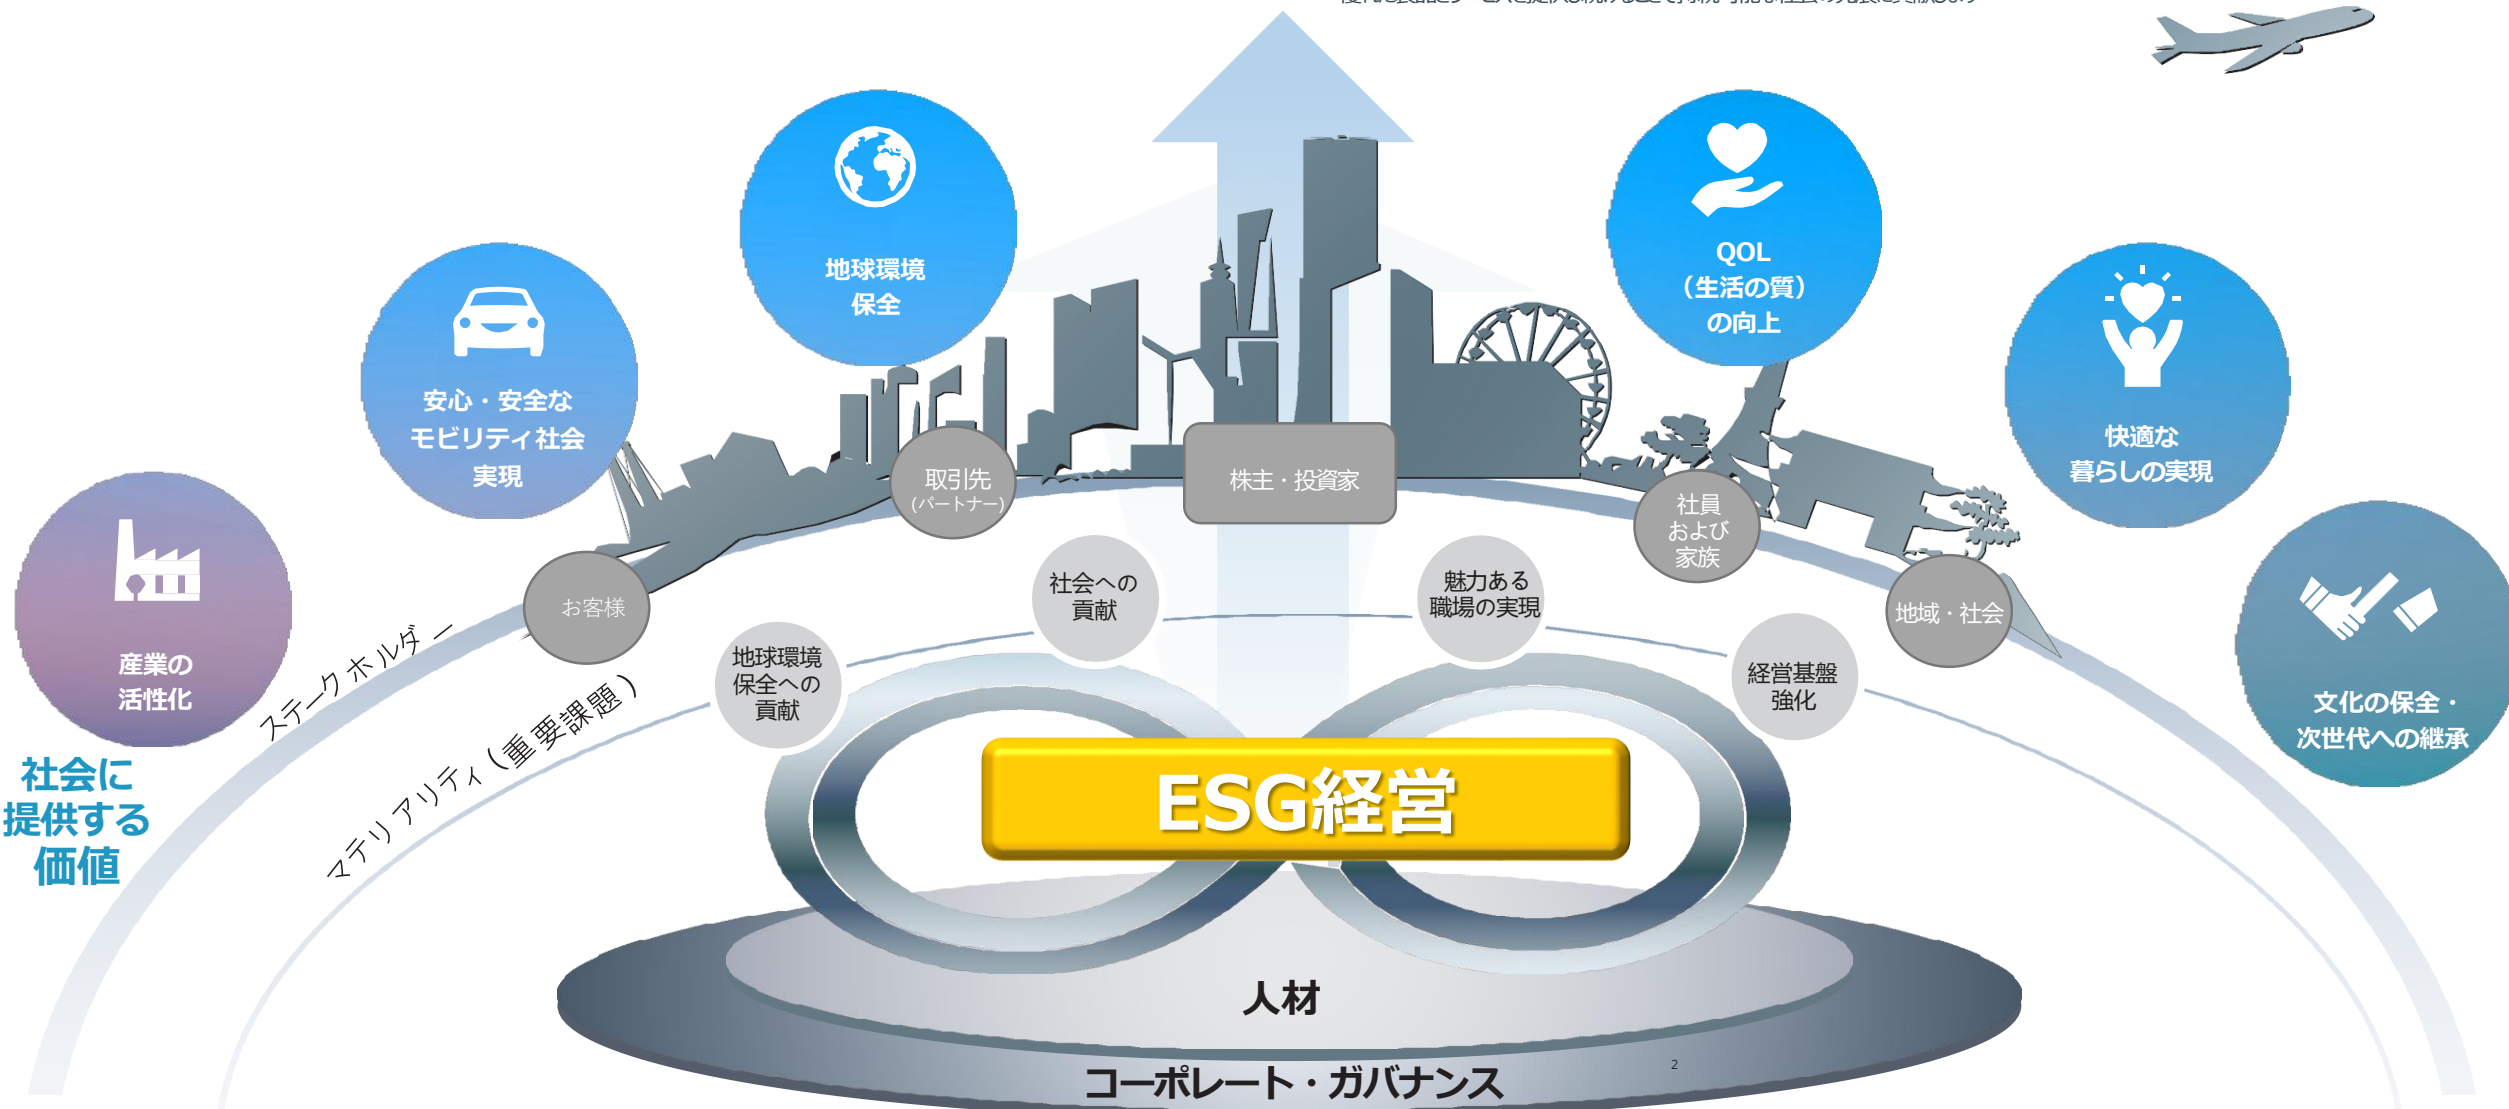 地球環境
保全
QOL
（生活の質）
の向上
安心・安全な
モビリティ社会
実現
快適な
暮らしの実現
産業の
活性化
文化の保全・
次世代への継承
社会に
提供する
価値
ステークホルダー
お客様
取引先
(パートナー)
株主・投資家
社員
および
家族
地域・社会
マテリアリティ（重要課題）
地球環境
保全への
貢献
社会への
貢献
魅力ある
職場の実現
経営基盤
強化
ESG経営
人材
コーポレート・ガバナンス
2